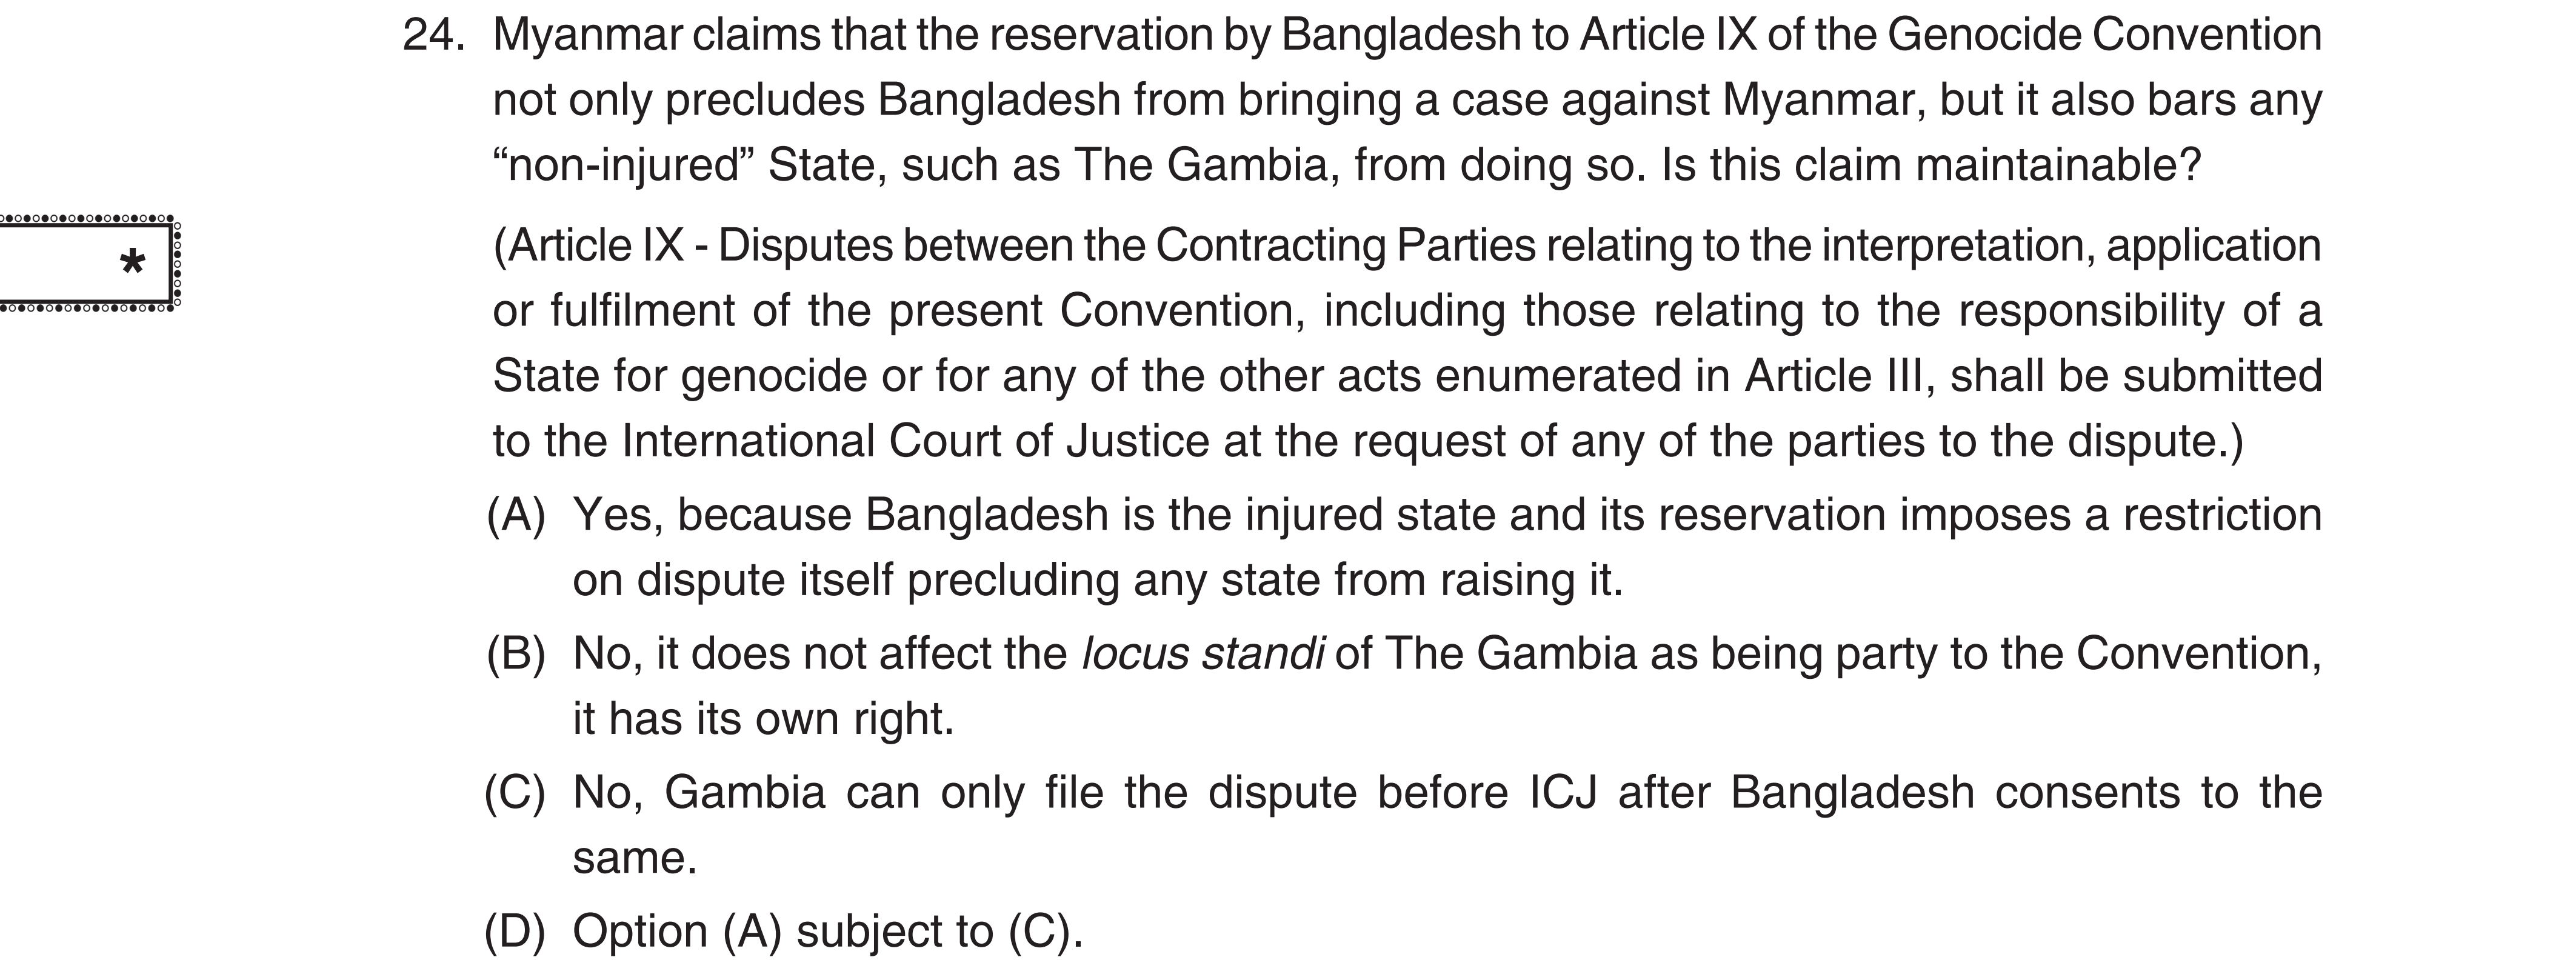 24. Myanmar claims that the reservation by Bangladesh to Article IX of the Genocide Convention
not only precludes Bangladesh from bringing a case against Myanmar, but it also bars any
“non-injured” State, such as The Gambia, from doing so. Is this claim maintainable?
(Article IX - Disputes between the Contracting Parties relating to the interpretation, application
or fulfilment of the present Convention, including those relating to the responsibility of a
State for genocide or for any of the other acts enumerated in Article III, shall be submitted
to the International Court of Justice at the request of any of the parties to the dispute.)
*
(A) Yes, because Bangladesh is the injured state and its reservation imposes a restriction
on dispute itself precluding any state from raising it.
(B) No, it does not affect the locus standi of The Gambia as being party to the Convention,
it has its own right.
(C) No, Gambia can only file the dispute before ICJ after Bangladesh consents to the
same.
(D) Option (A) subject to (C).